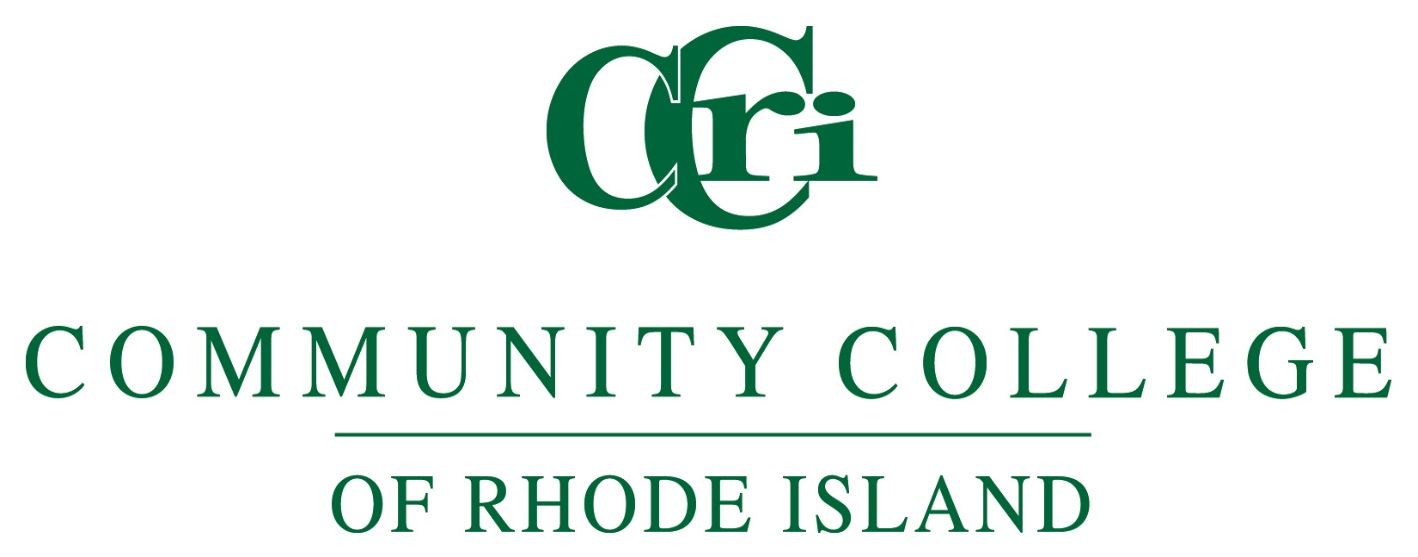 CCri
COMMUNITY COLLEGE
OF RHODE ISLAND